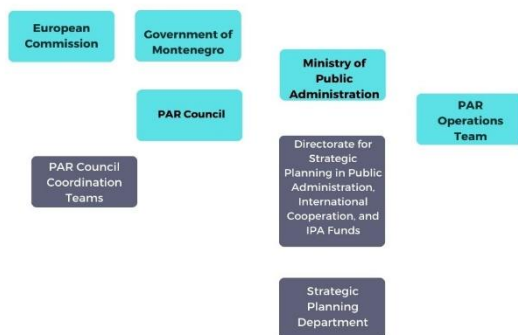 European
Commission
Government of
Montenegro
Ministry of
Public
Administration
PAR Council
PAR
Operations
Team
PAR Council
Coordination
Teams
Directorate for
Strategic
Planning in Public
Administration,
International
Cooperation, and
IPA Funds
Strategic
Planning
Department